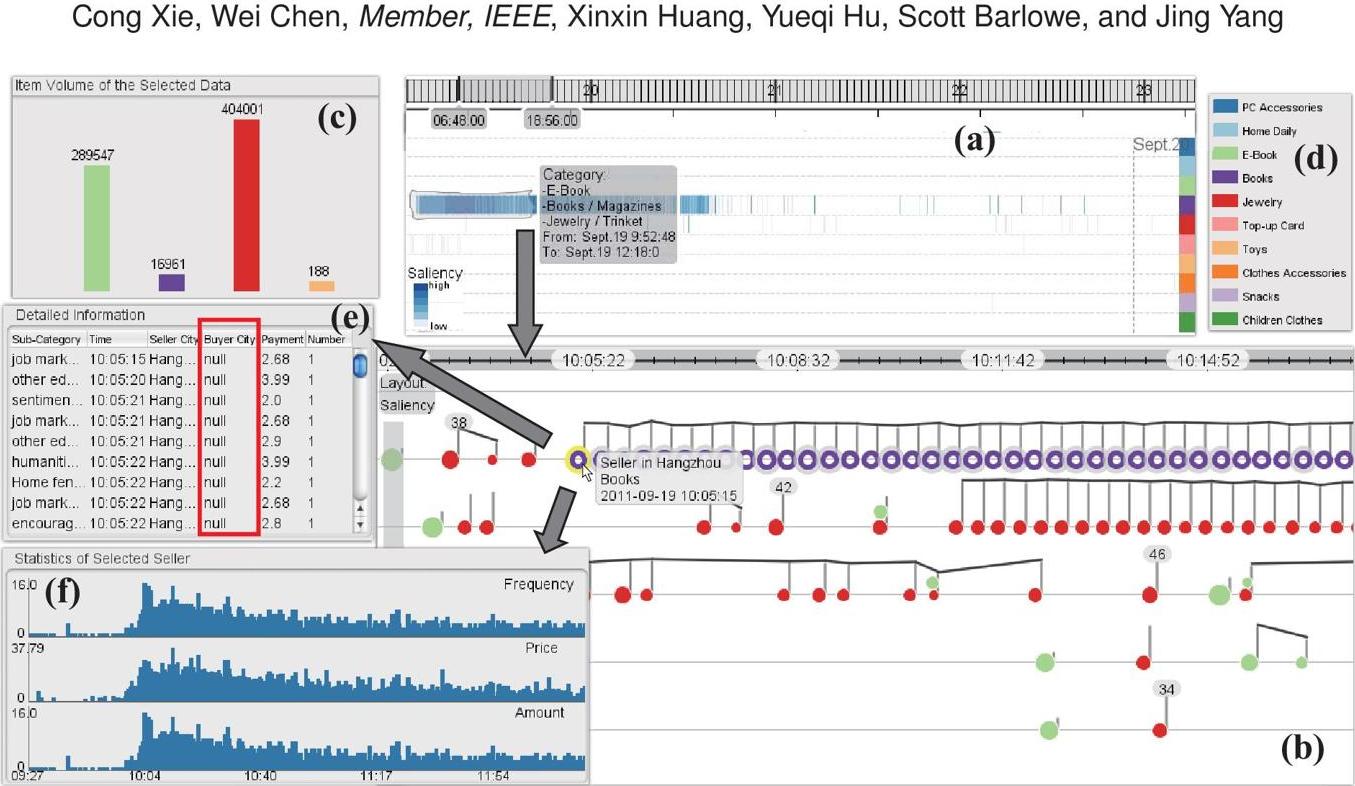 Cong Xie, Wei Chen, Member, IEEE, Xinxin Huang, Yueqi Hu, Scott Barlowe, and Jing Yang
Item Volume of the Selected Data
(c)
404001
289547
16961
188
20
21
22
23
06:48:00
18:56:00
(a)
Sept.20
Category:
-E-Book
-Books / Magazines
-Jewelry / Trinket
From: Sept.19 9:52:48
To: Sept.19 12:18:0
Saliency
high
low
PC Accessories
Home Daily
E-Book
(d)
Books
Jewelry
Top-up Card
Toys
Clothes Accessories
Snacks
Children Clothes
Detailed Information
(e)
Sub-Category Time Seller City Buyer City Payment Number
job mark... 10:05:15 Hang... null 2.68 1
other ed... 10:05:20 Hang... null 3.99 1
sentimen... 10:05:21 Hang... null 2.0 1
job mark... 10:05:21 Hang... null 2.68 1
other ed... 10:05:21 Hang... null 2.9 1
humaniti... 10:05:22 Hang... null 3.99 1
Home fen... 10:05:22 Hang... null 2.2 1
job mark... 10:05:22 Hang... null 2.68 1
encourag... 10:05:22 Hang... null 2.8 1
10:05:22 10:08:32 10:11:42 10:14:52
Layout:
Saliency
38
Seller in Hangzhou
Books
2011-09-19 10:05:15
42
46
34
(b)
Statistics of Selected Seller
(f)
16.0
Frequency
0
37.79
Price
0
16.0
Amount
0
09:27 10:04 10:40 11:17 11:54